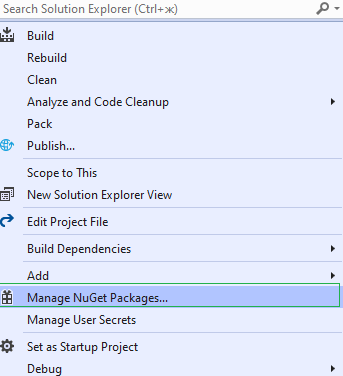 Search Solution Explorer (Ctrl+ж)
Build
Rebuild
Clean
Analyze and Code Cleanup
Pack
Publish...
Scope to This
New Solution Explorer View
Edit Project File
Build Dependencies
Add
Manage NuGet Packages...
Manage User Secrets
Set as Startup Project
Debug